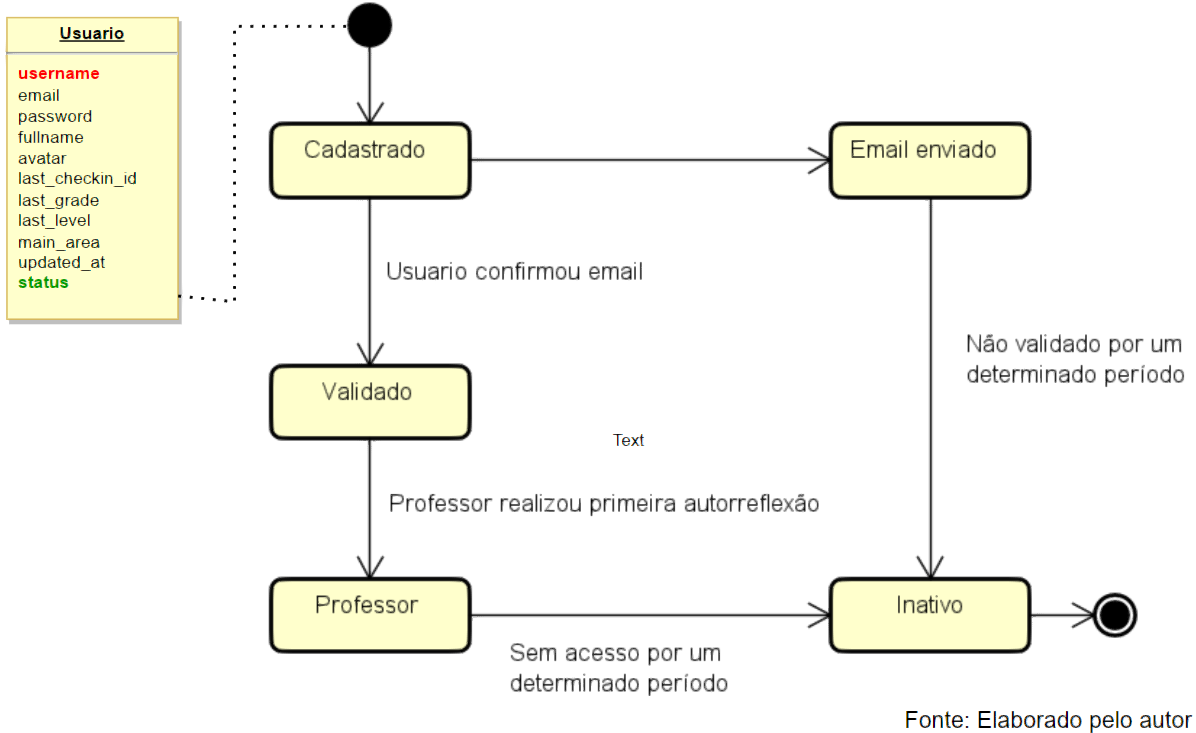 Usuario
username
email
password
fullname
avatar
last_checkin_id
last_grade
last_level
main_area
updated_at
status
Cadastrado
Email enviado
Usuario confirmou email
Não validado por um
determinado período
Validado
Text
Professor realizou primeira autorreflexão
Professor
Inativo
Sem acesso por um
determinado período
Fonte: Elaborado pelo autor